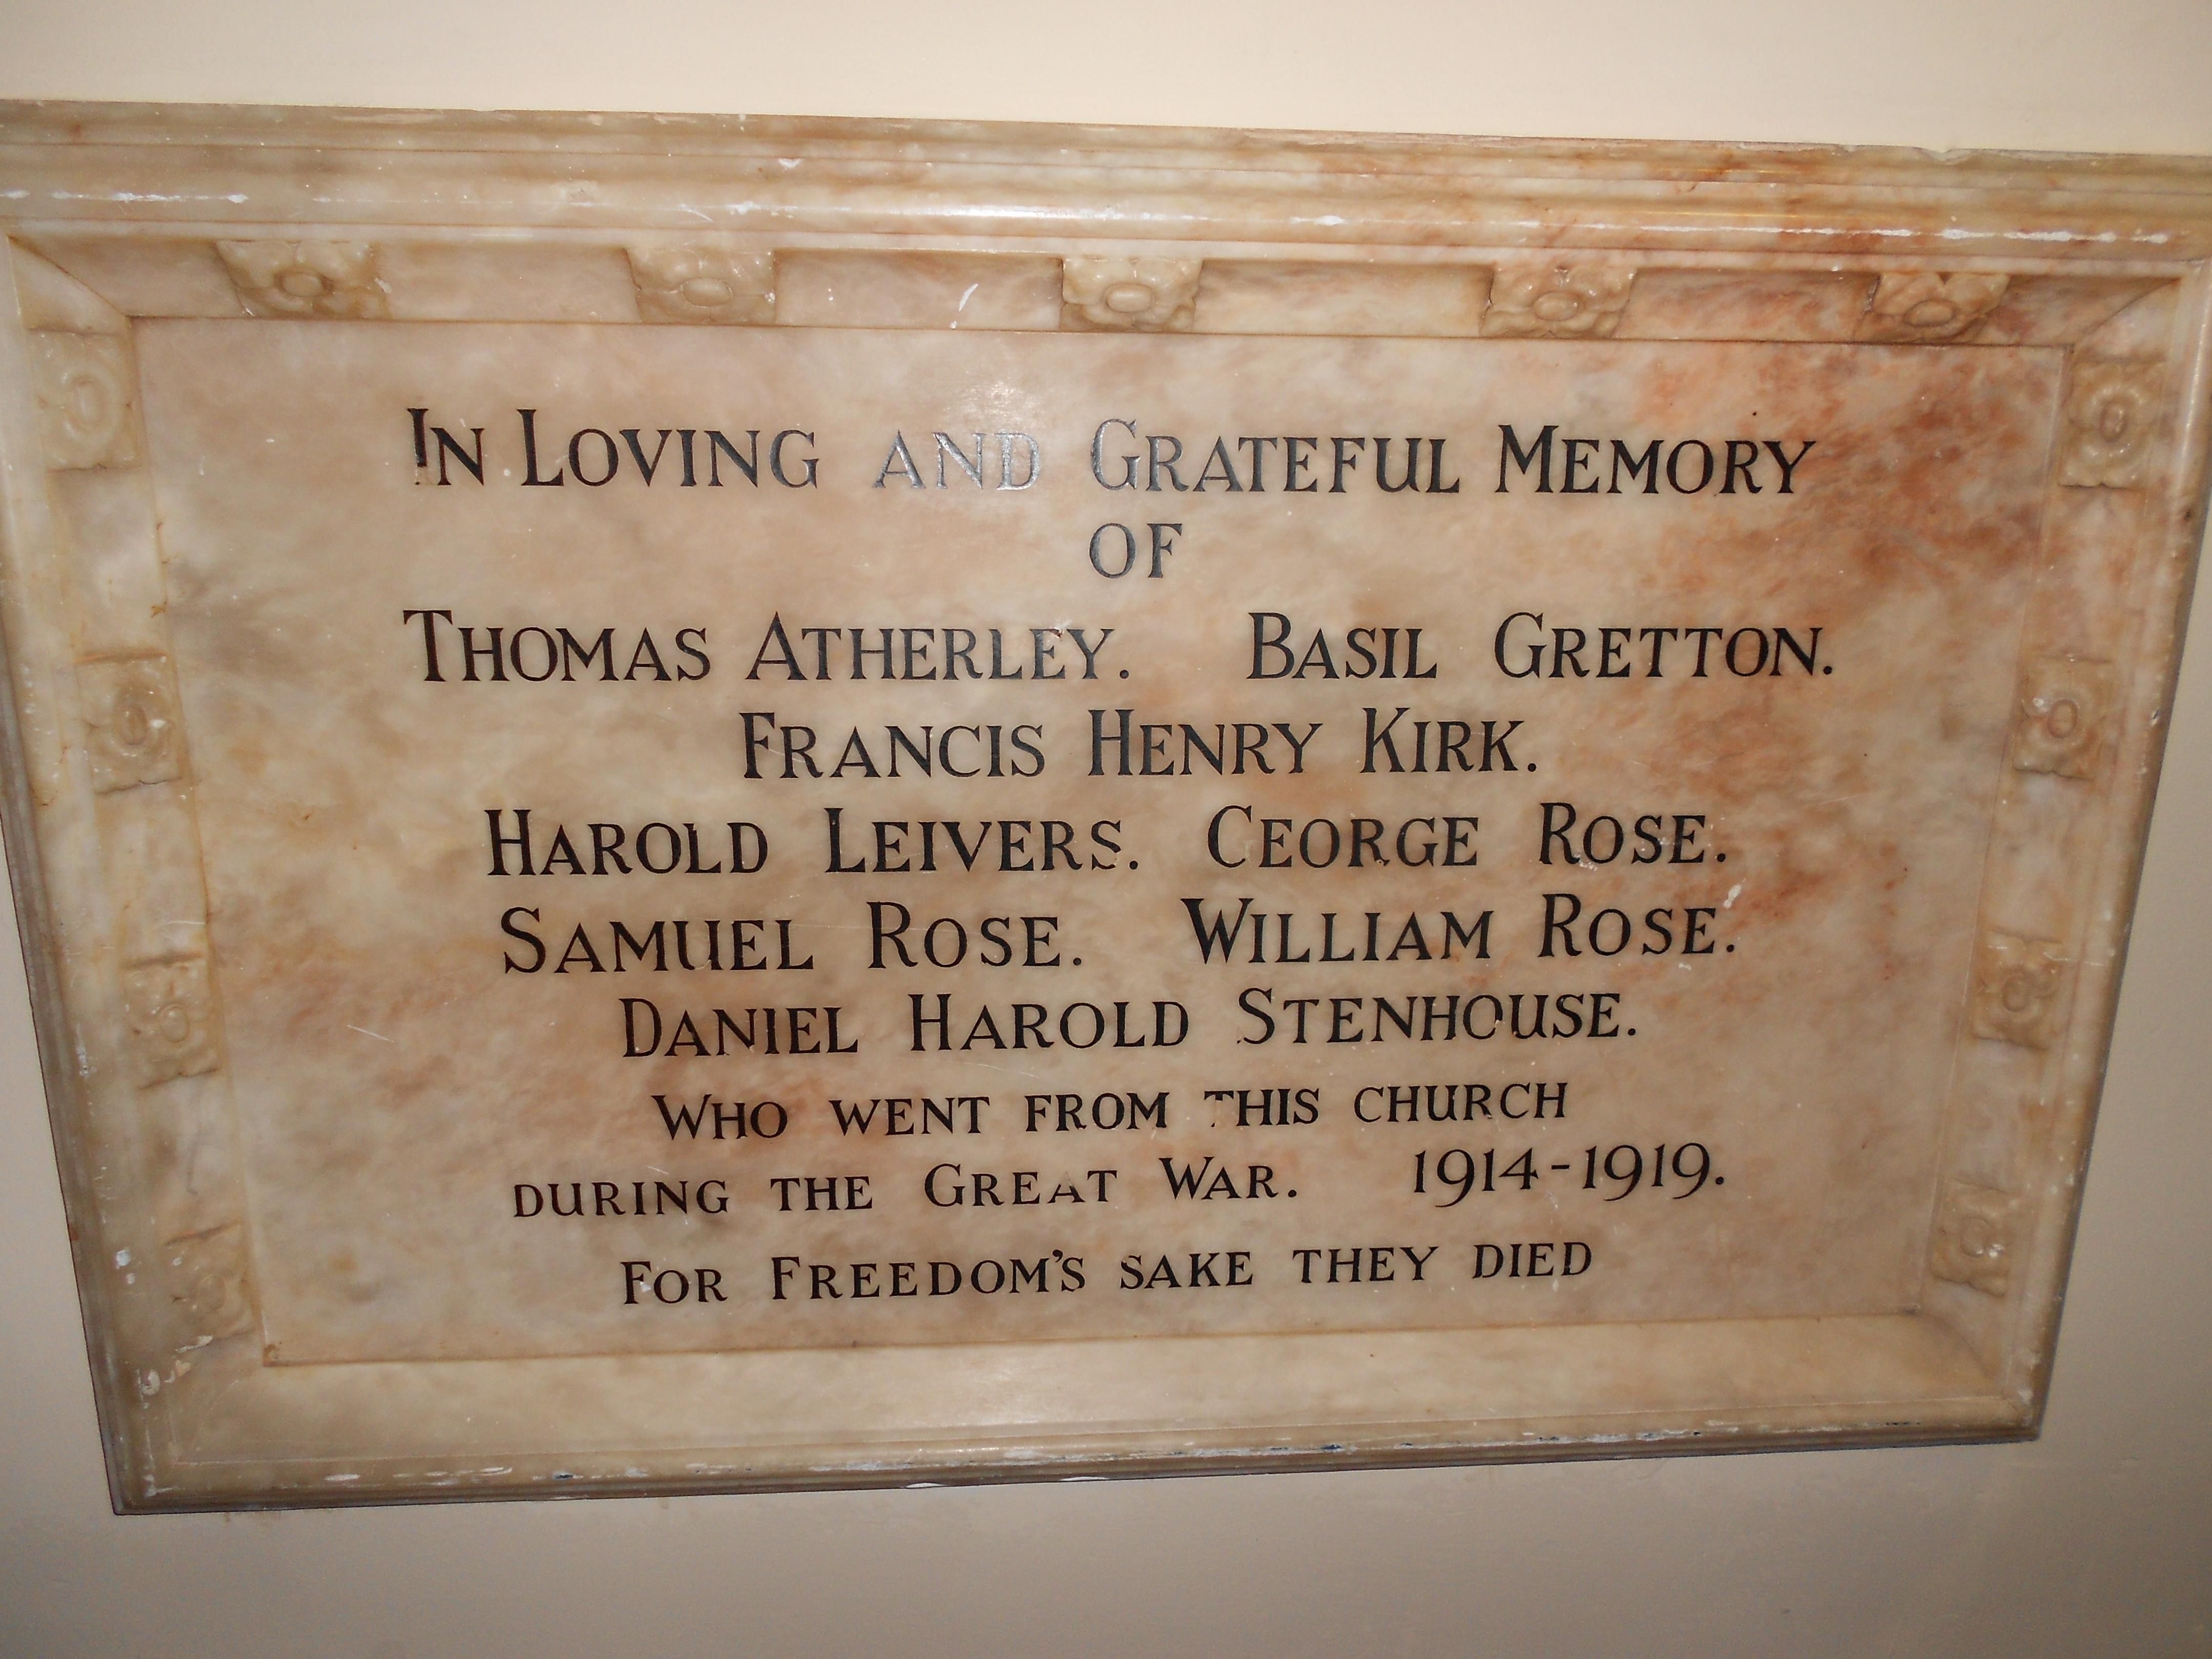 In Loving and Grateful Memory
of
Thomas Atherley. Basil Gretton.
Francis Henry Kirk.
Harold Leivers. Ceorge Rose.
Samuel Rose. William Rose.
Daniel Harold Stenhouse.
Who went from this church
during the Great War. 1914-1919.
For Freedom's sake they died